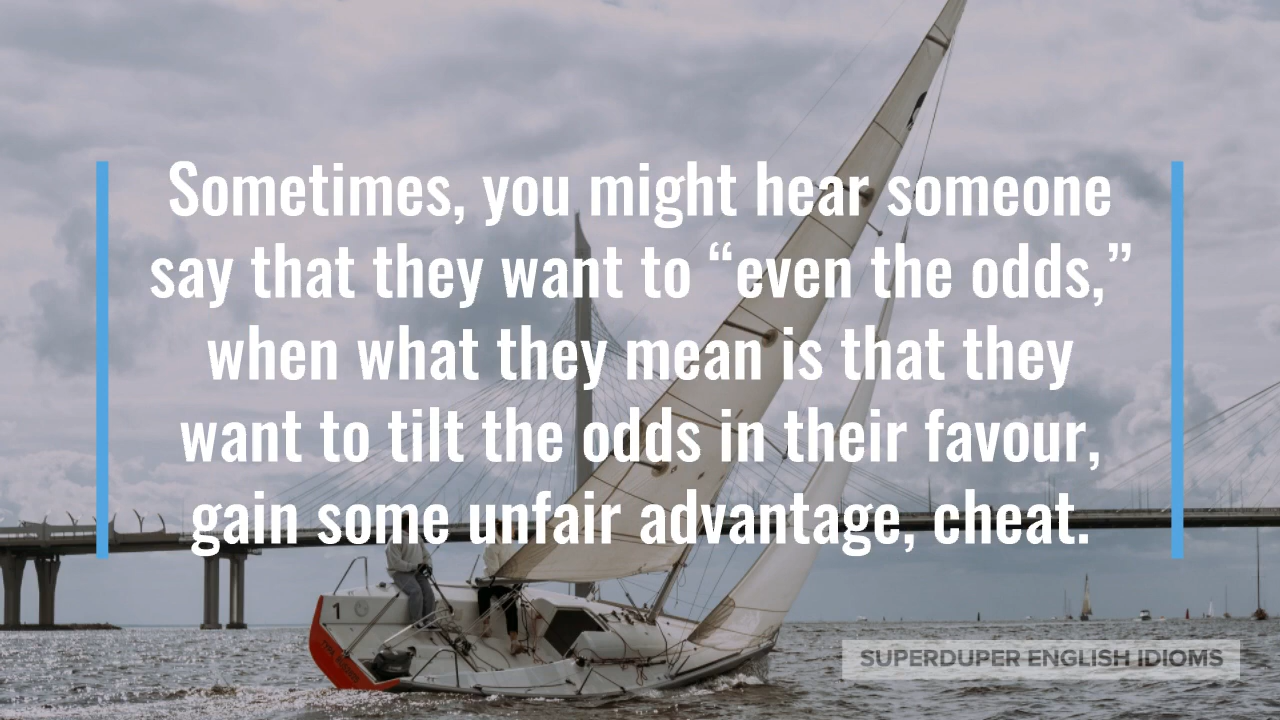 Sometimes, you might hear someone
say that they want to “even the odds,”
when what they mean is that they
want to tilt the odds in their favour,
gain some unfair advantage, cheat.
1
SUPERDUPER ENGLISH IDIOMS